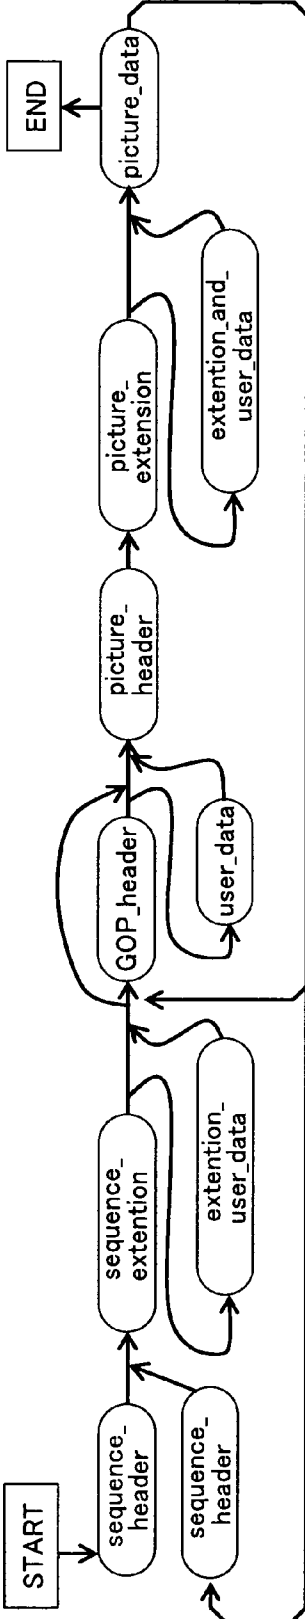 START
sequence_
header
sequence_
header
sequence_
extention
extention_
user_data
GOP_header
user_data
picture_
header
picture_
extension
extention_and_
user_data
picture_data
END